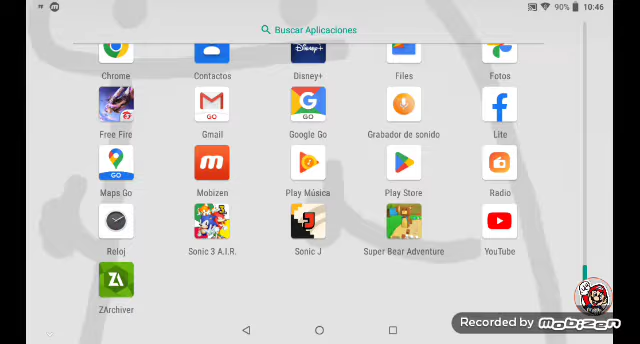 90% 10:46
Buscar Aplicaciones
Chrome Contactos Disney+ Files Fotos
Free Fire Gmail Google Go Grabador de sonido Lite
Maps Go Mobizen Play Música Play Store Radio
Reloj Sonic 3 A.I.R. Sonic J Super Bear Adventure YouTube
ZArchiver
Recorded by mobizen